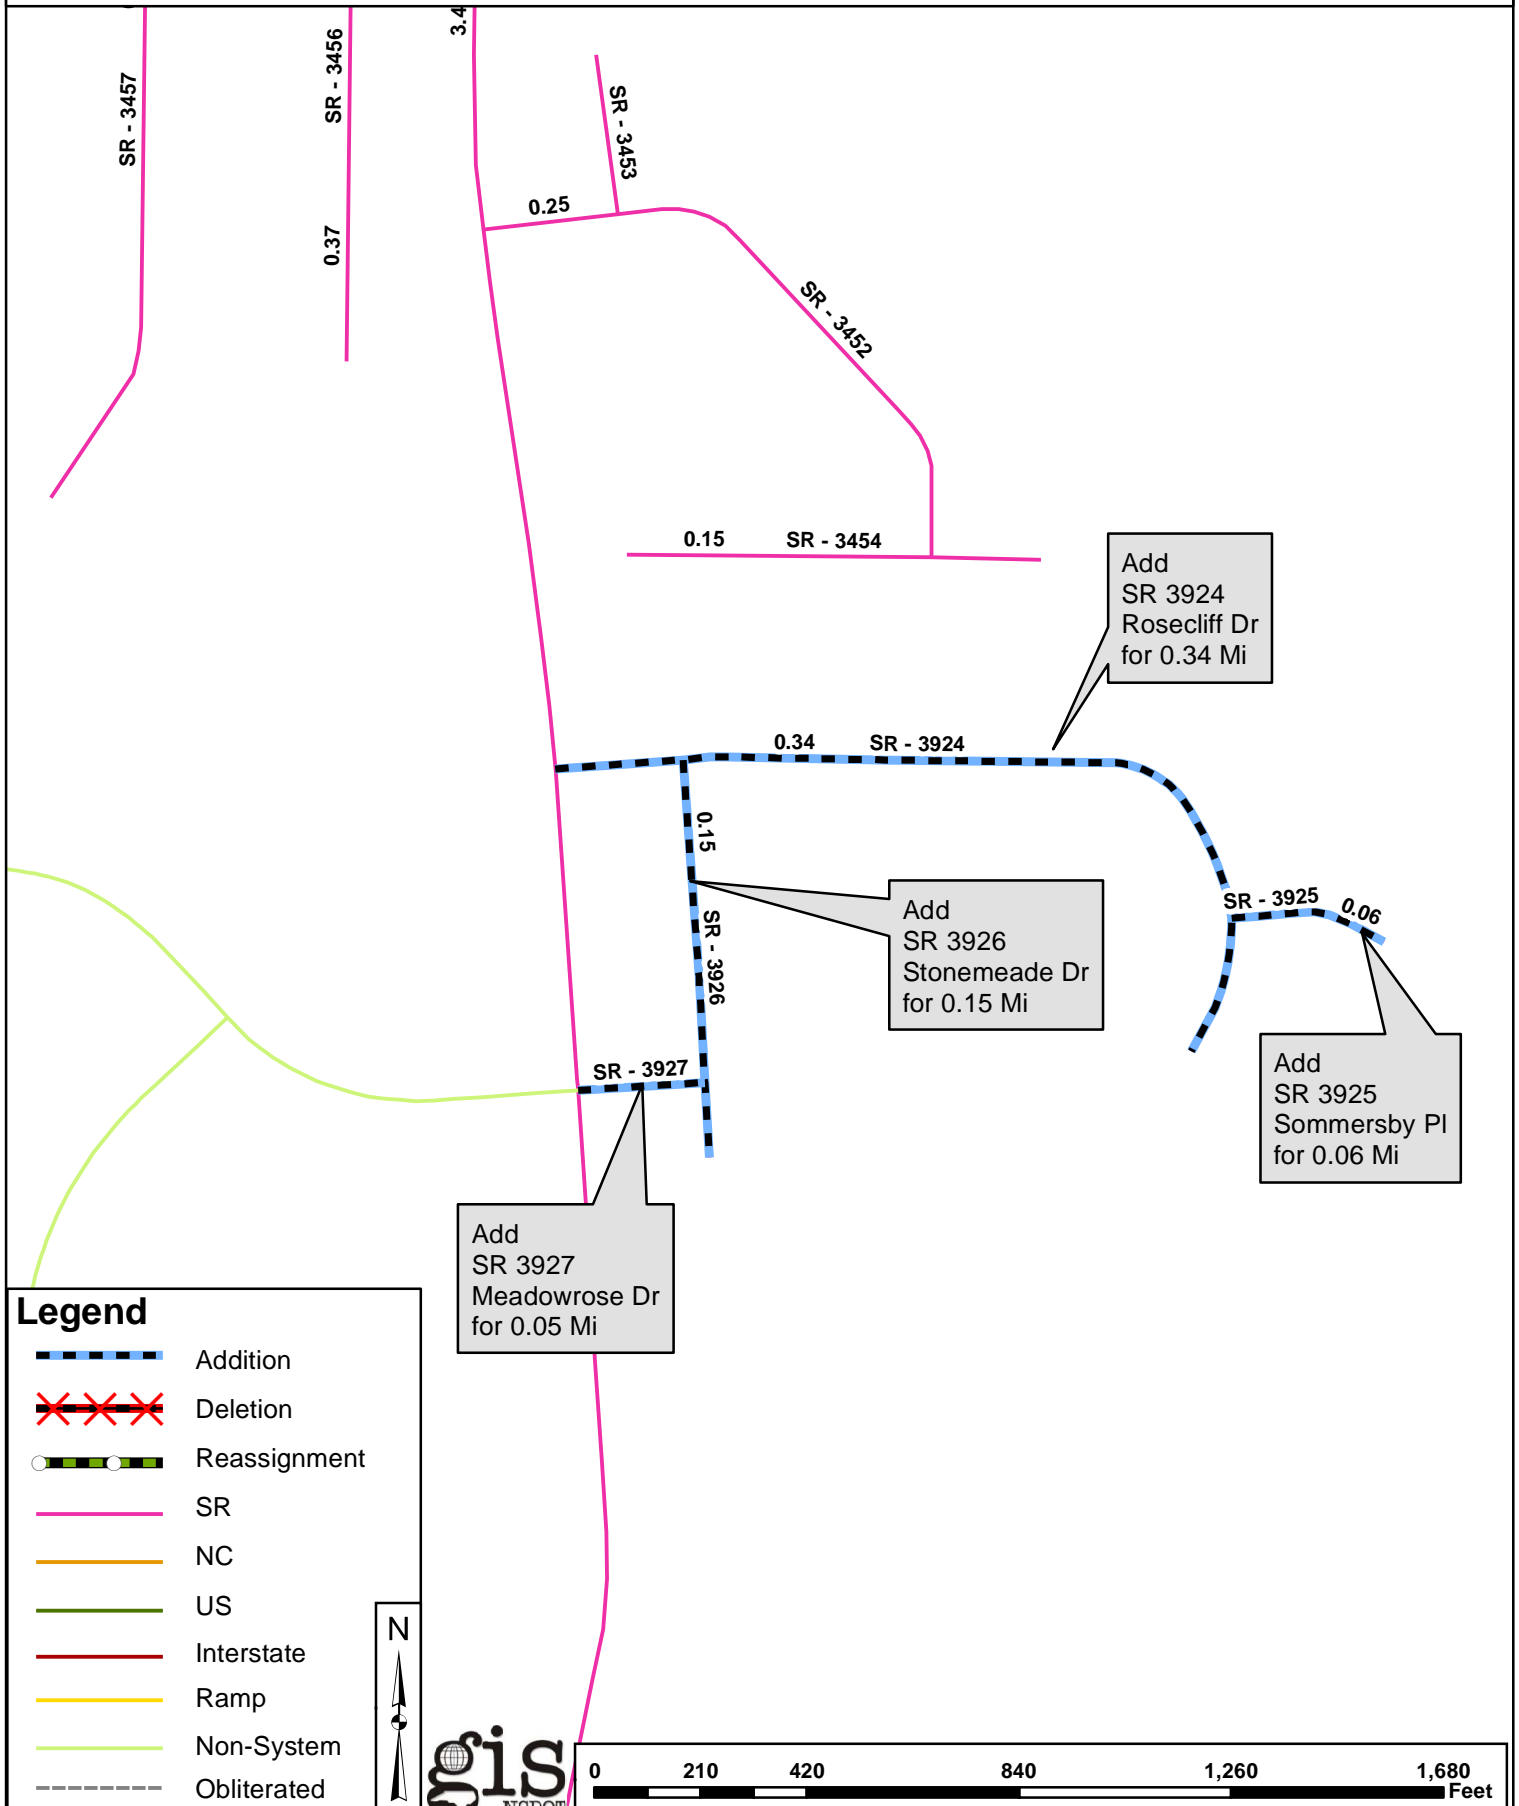 SR - 3457
SR - 3456
0.37
3.4
SR - 3453
0.25
SR - 3452
0.15 SR - 3454
Add
SR 3924
Rosecliff Dr
for 0.34 Mi
0.34 SR - 3924
0.15
SR - 3926
Add
SR 3926
Stonemeade Dr
for 0.15 Mi
SR - 3925 0.06
Add
SR 3925
Sommersby Pl
for 0.06 Mi
SR - 3927
Add
SR 3927
Meadowrose Dr
for 0.05 Mi
Legend
Addition
Deletion
Reassignment
SR
NC
US
Interstate
Ramp
Non-System
Obliterated
N
gis
0 210 420 840 1,260 1,680
Feet